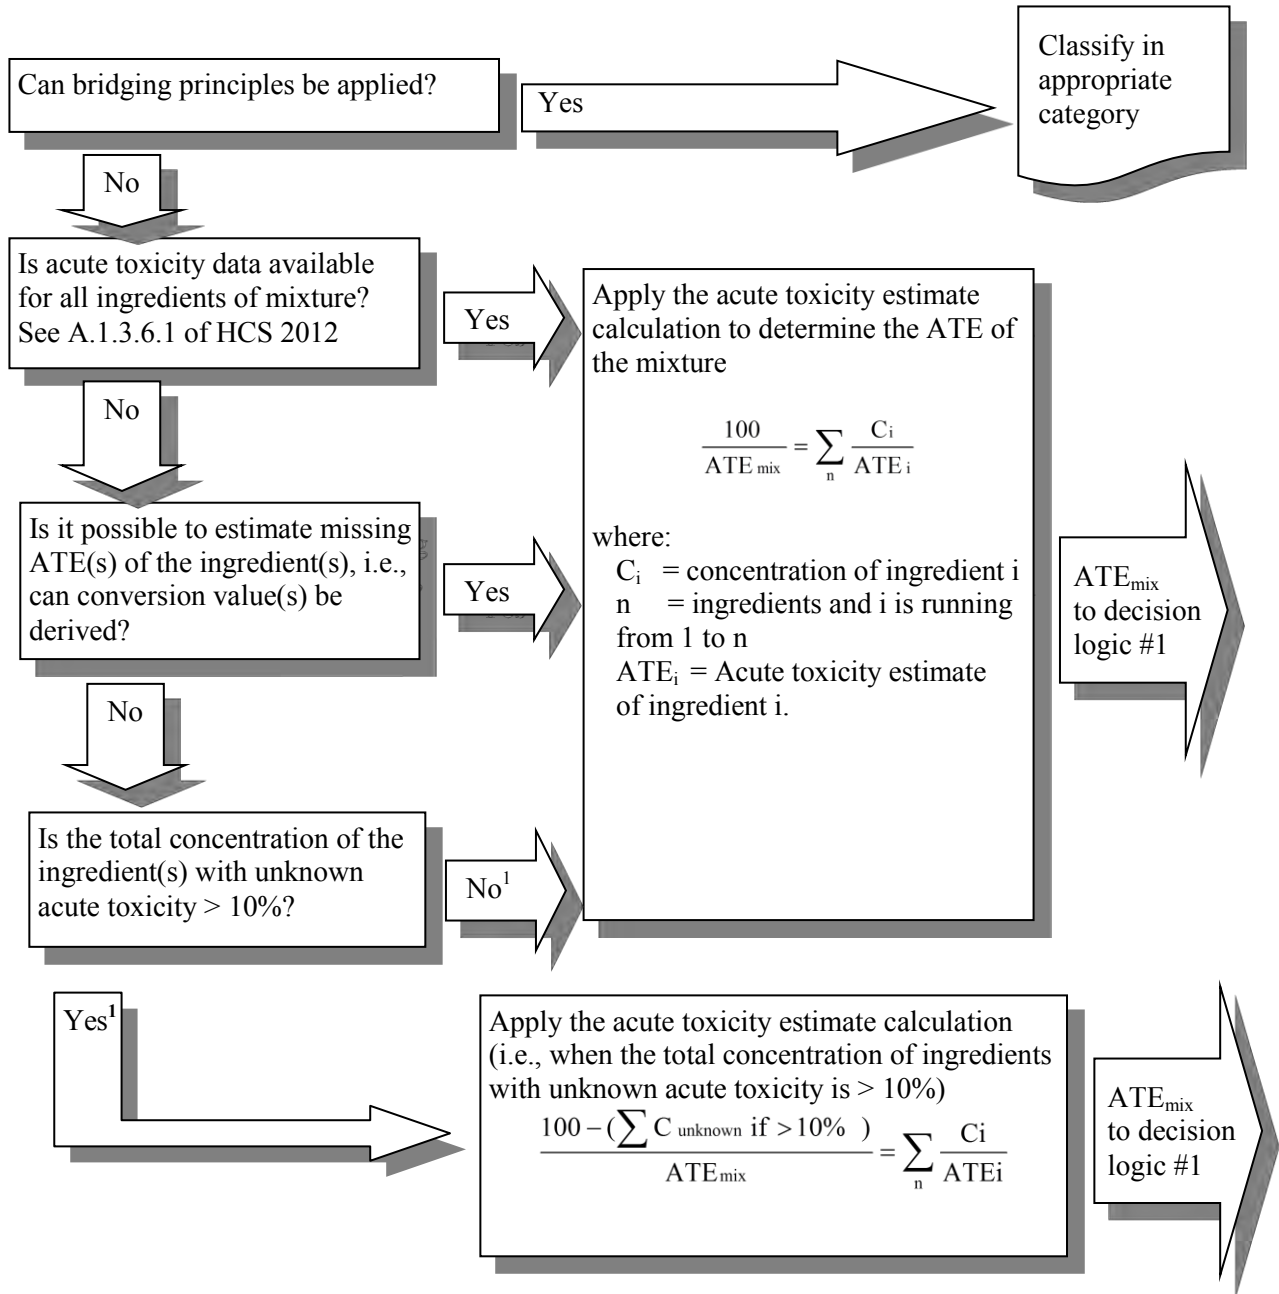 Can bridging principles be applied?
Yes
Classify in
appropriate
category
No
Is acute toxicity data available
for all ingredients of mixture?
See A.1.3.6.1 of HCS 2012
Yes
Apply the acute toxicity estimate
calculation to determine the ATE of
the mixture
100/ATE mix = ∑n Ci/ATE i
where:
Ci = concentration of ingredient i
n = ingredients and i is running
from 1 to n
ATEi = Acute toxicity estimate
of ingredient i.
ATEmix
to decision
logic #1
No
Is it possible to estimate missing
ATE(s) of the ingredient(s), i.e.,
can conversion value(s) be
derived?
Yes
No
Is the total concentration of the
ingredient(s) with unknown
acute toxicity > 10%?
No¹
Yes¹
Apply the acute toxicity estimate calculation
(i.e., when the total concentration of ingredients
with unknown acute toxicity is > 10%)
100 – (∑ C unknown if > 10% )/ATE mix = ∑n Ci/ATEi
ATEmix
to decision
logic #1